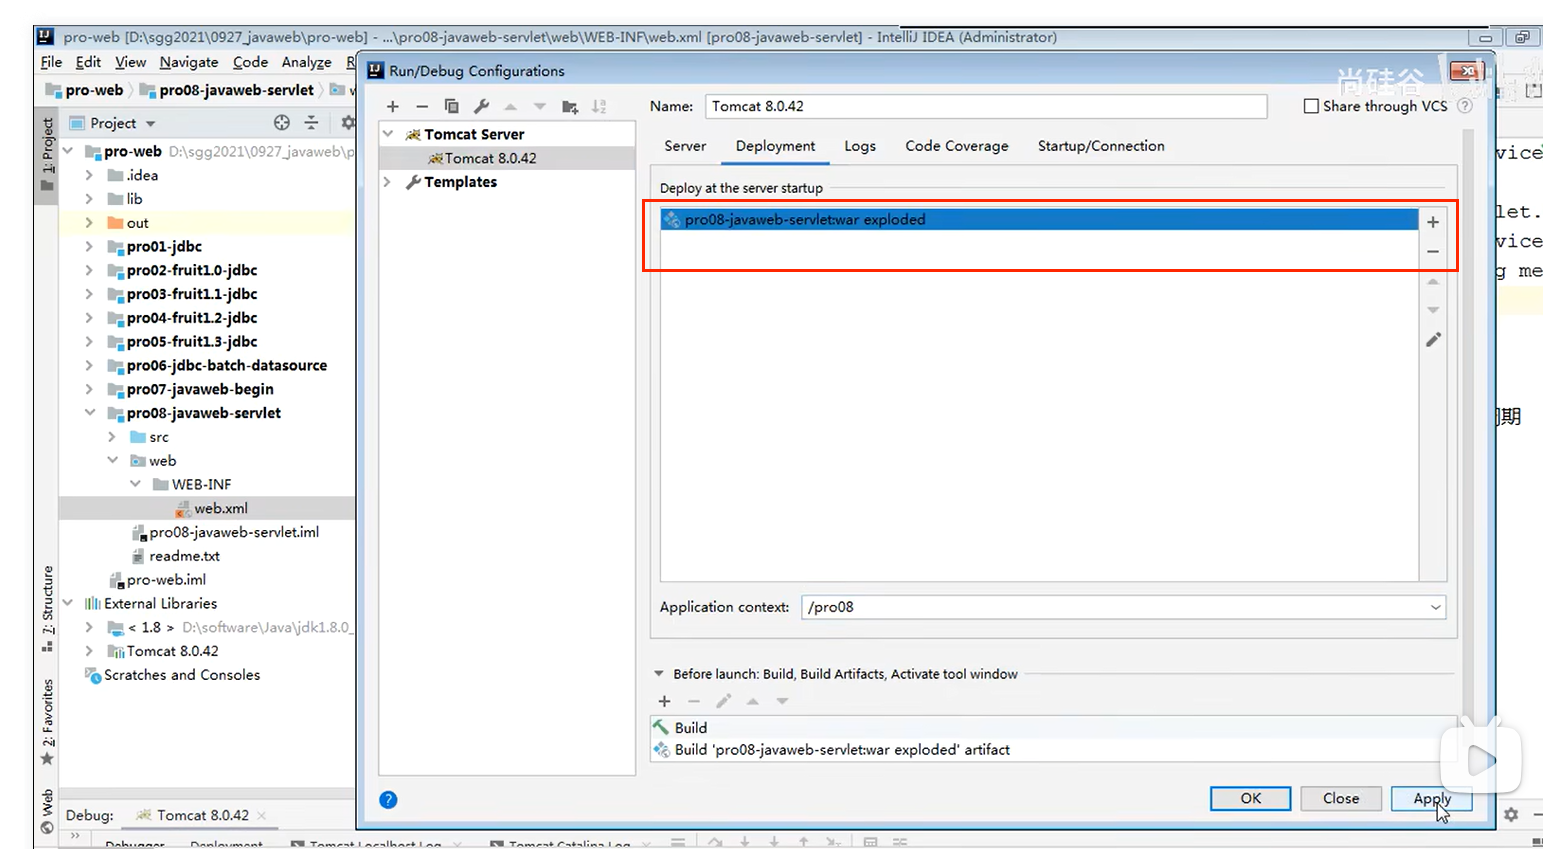 pro-web [D:\sgg2021\0927_javaweb\pro-web] - ...\pro08-javaweb-servlet\web\WEB-INF\web.xml [pro08-javaweb-servlet] - IntelliJ IDEA (Administrator)
File Edit View Navigate Code Analyze R
pro-web pro08-javaweb-servlet w
1: Project
Project
pro-web D:\sgg2021\0927_javaweb\p
.idea
lib
out
pro01-jdbc
pro02-fruit1.0-jdbc
pro03-fruit1.1-jdbc
pro04-fruit1.2-jdbc
pro05-fruit1.3-jdbc
pro06-jdbc-batch-datasource
pro07-javaweb-begin
pro08-javaweb-servlet
src
web
WEB-INF
web.xml
pro08-javaweb-servlet.iml
readme.txt
pro-web.iml
External Libraries
< 1.8 > D:\software\Java\jdk1.8.0_
Tomcat 8.0.42
Scratches and Consoles
7: Structure
2: Favorites
Web
Run/Debug Configurations
尚硅谷
Tomcat Server
Tomcat 8.0.42
Templates
Name: Tomcat 8.0.42
Share through VCS
Server Deployment Logs Code Coverage Startup/Connection
Deploy at the server startup
pro08-javaweb-servlet:war exploded
Application context: /pro08
Before launch: Build, Build Artifacts, Activate tool window
Build
Build 'pro08-javaweb-servlet:war exploded' artifact
OK Close Apply
vice
let.
vice
g me
期
Debug: Tomcat 8.0.42
Debugger Deployment Tomcat Localhost Log Tomcat Catalina Log